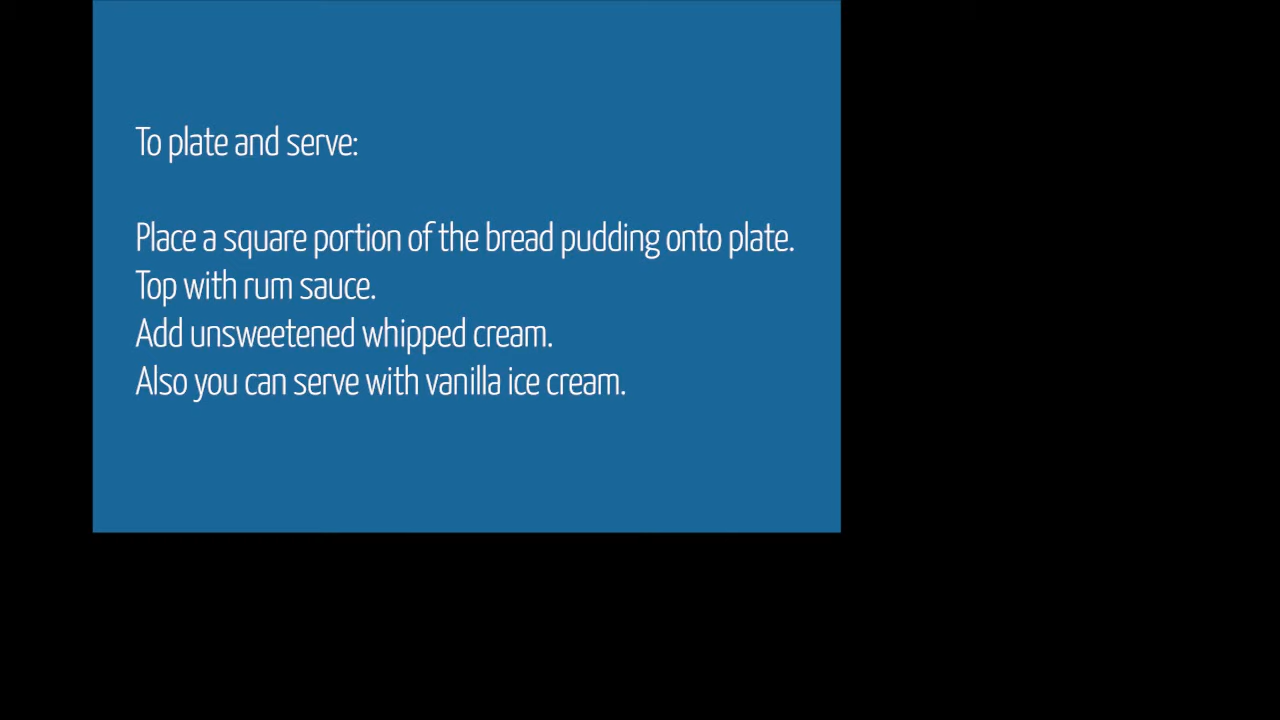 To plate and serve:
Place a square portion of the bread pudding onto plate.
Top with rum sauce.
Add unsweetened whipped cream.
Also you can serve with vanilla ice cream.